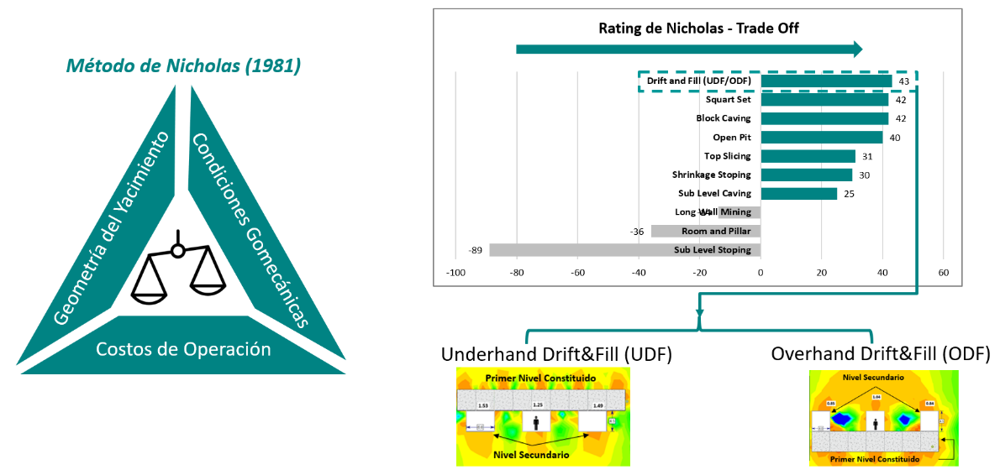 Método de Nicholas (1981)
Geometría del Yacimiento
Condiciones Gomecánicas
Costos de Operación
Rating de Nicholas - Trade Off
Drift and Fill (UDF/ODF) 43
Squart Set 42
Block Caving 42
Open Pit 40
Top Slicing 31
Shrinkage Stoping 30
Sub Level Caving 25
Long Wall Mining
-36 Room and Pillar
-89 Sub Level Stoping
-100 -80 -60 -40 -20 0 20 40 60
Underhand Drift&Fill (UDF)
Primer Nivel Constituido
1.53 1.25 1.49
Nivel Secundario
Overhand Drift&Fill (ODF)
Nivel Secundario
0.85 1.04 0.84
Primer Nivel Constituido